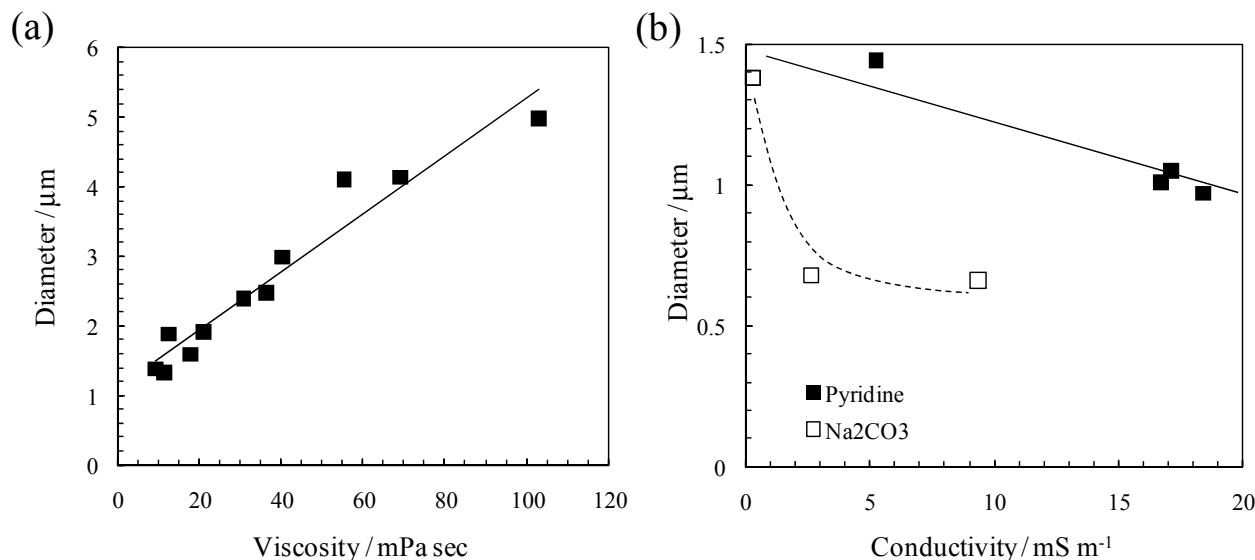 (a)
6
5
4
3
2
1
0
0 20 40 60 80 100 120
Diameter / μm
Viscosity / mPa sec
(b)
1.5
1
0.5
0
0 5 10 15 20
Diameter / μm
Pyridine
Na2CO3
Conductivity / mS m-1